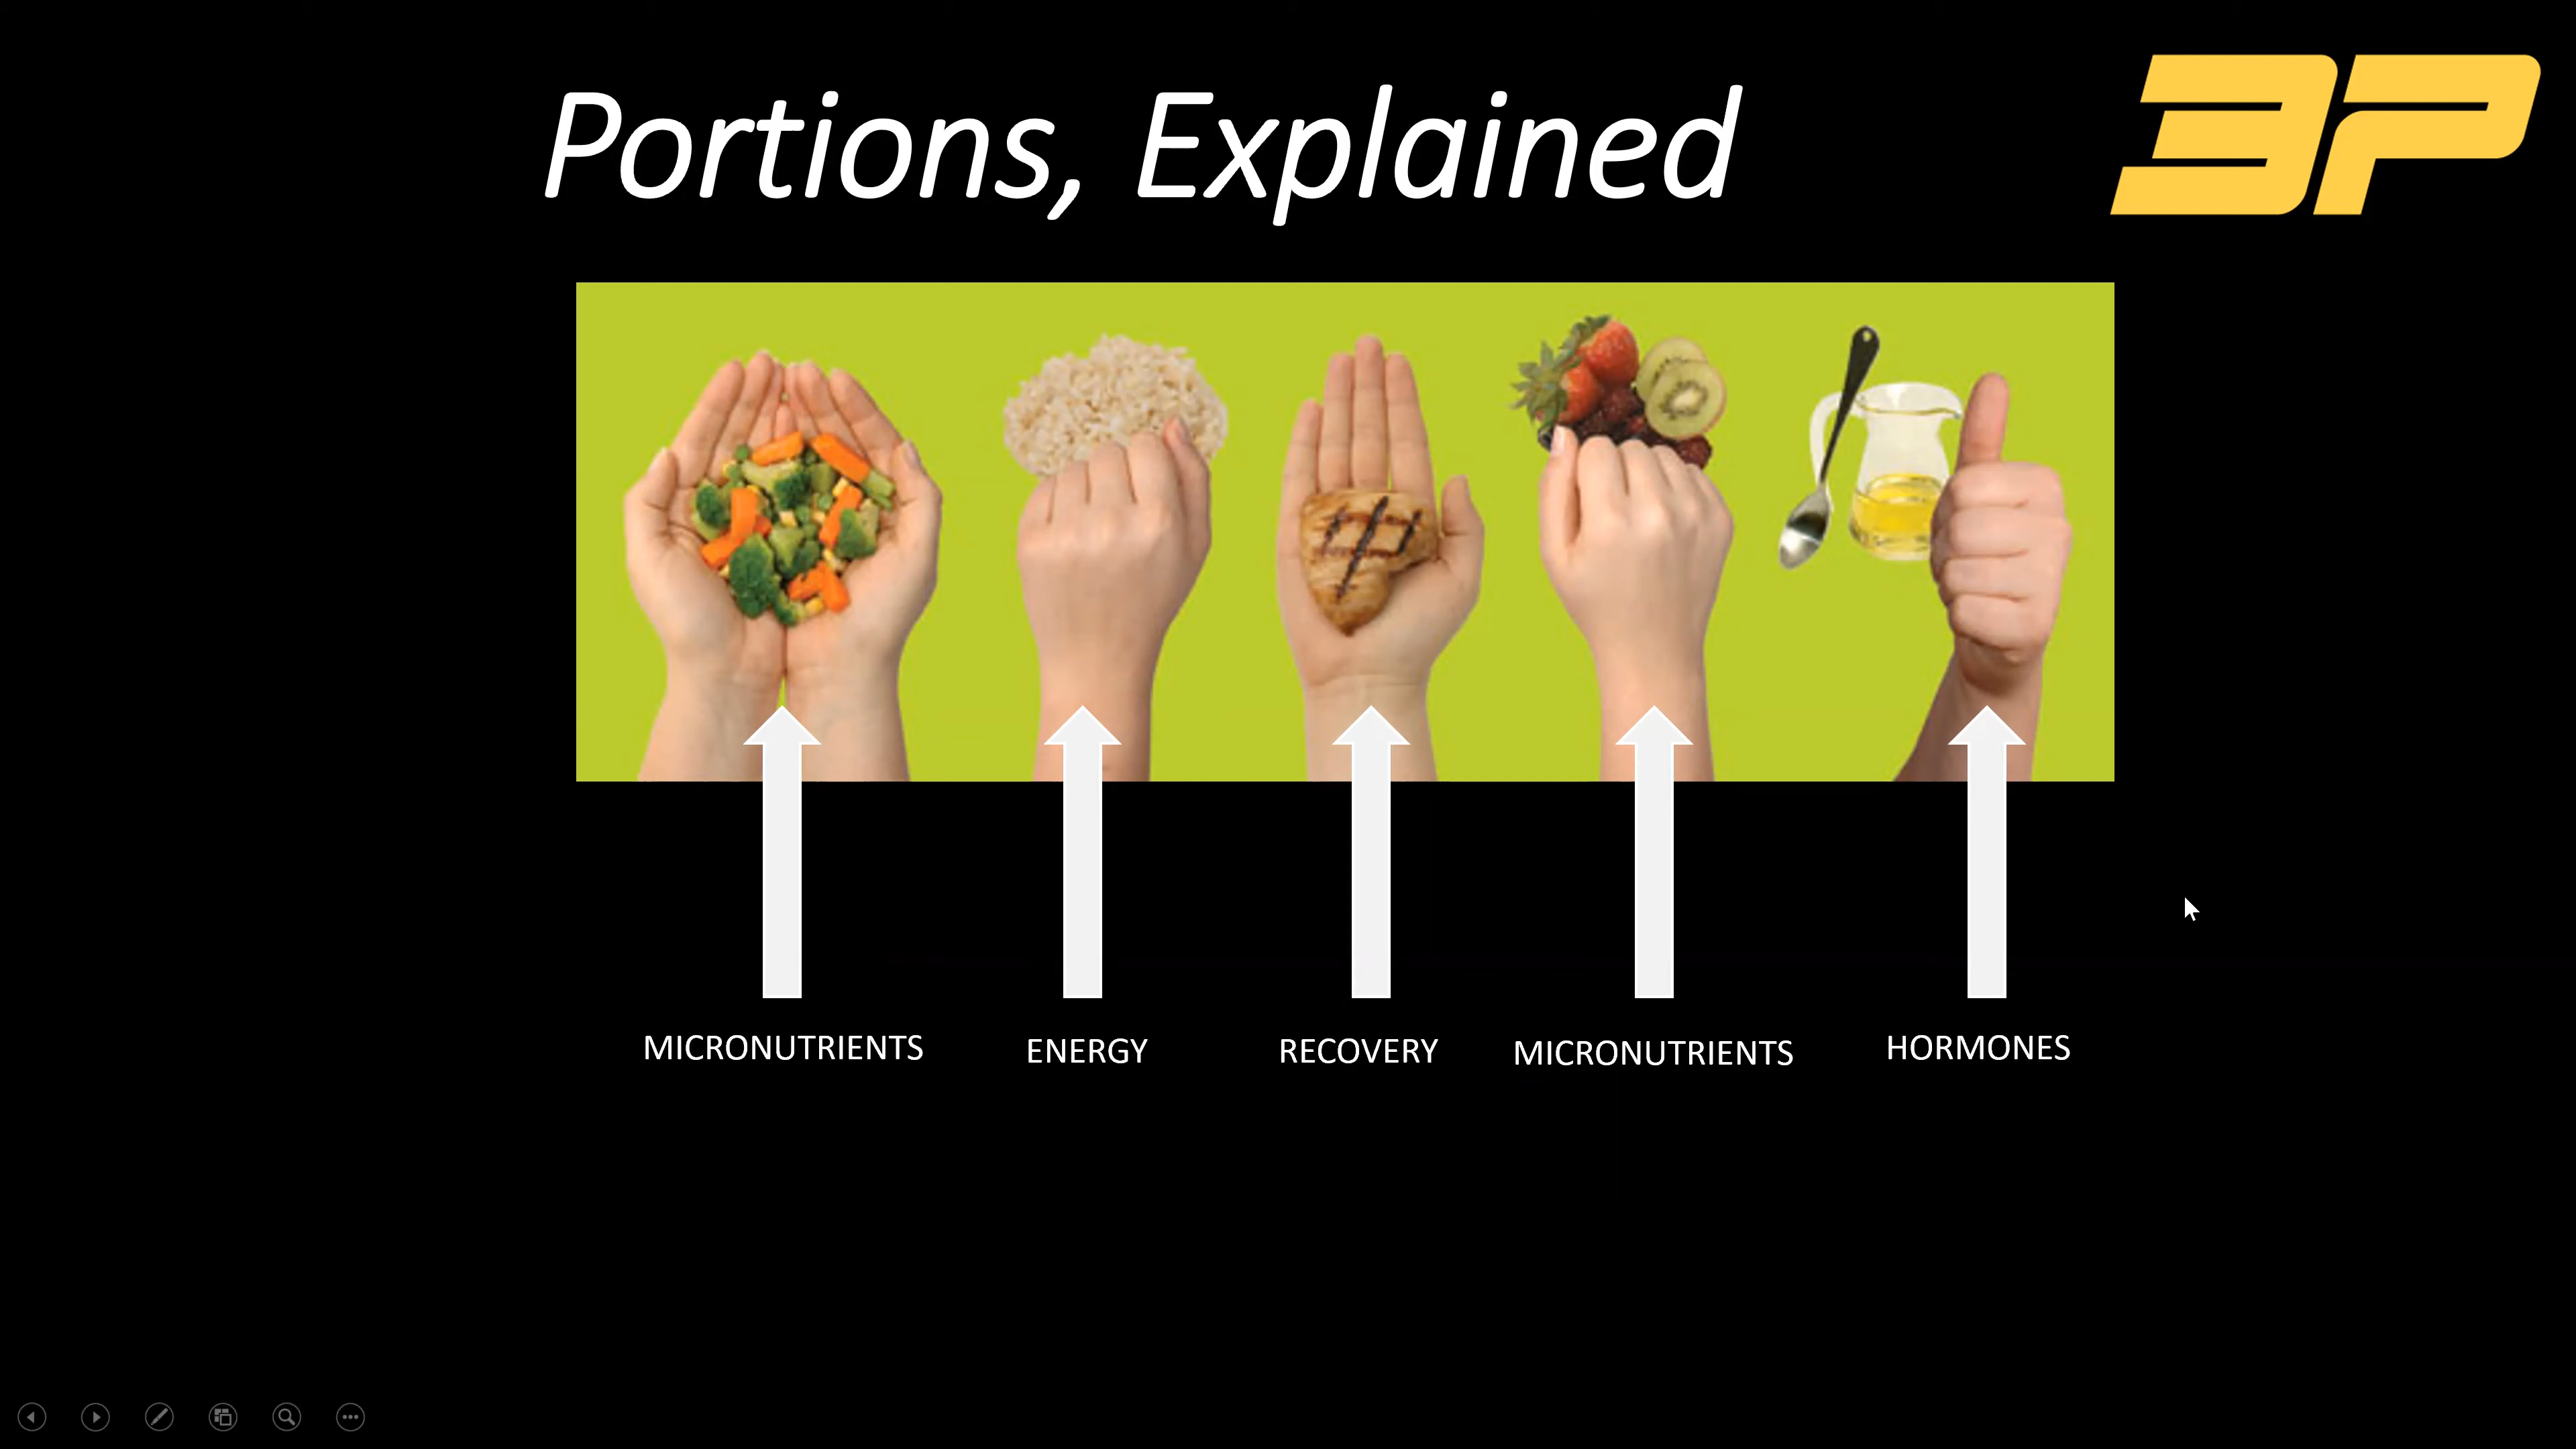 Portions, Explained
3P
MICRONUTRIENTS
ENERGY
RECOVERY
MICRONUTRIENTS
HORMONES